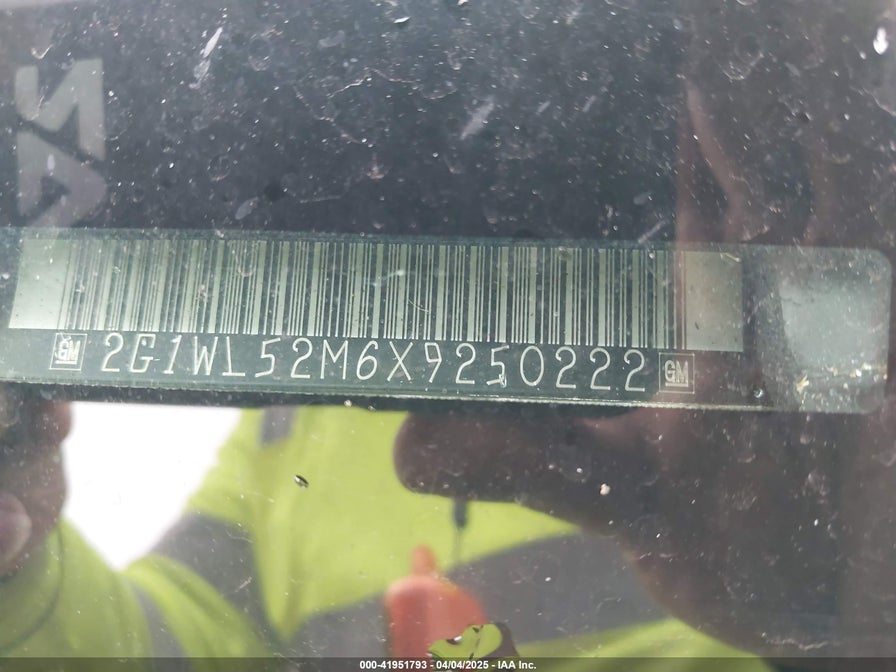 GM 2G1WL52M6X9250222 GM
000-41951793 - 04/04/2025 - IAA Inc.